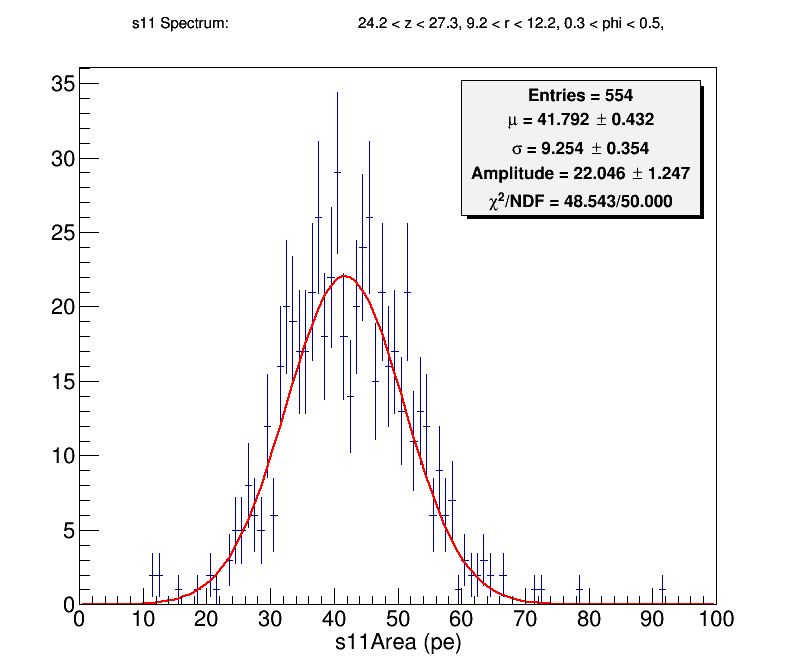 s11 Spectrum: 24.2 < z < 27.3, 9.2 < r < 12.2, 0.3 < phi < 0.5,
Entries = 554
μ = 41.792 ± 0.432
σ = 9.254 ± 0.354
Amplitude = 22.046 ± 1.247
χ²/NDF = 48.543/50.000
35
30
25
20
15
10
5
0
0 10 20 30 40 50 60 70 80 90 100
s11Area (pe)